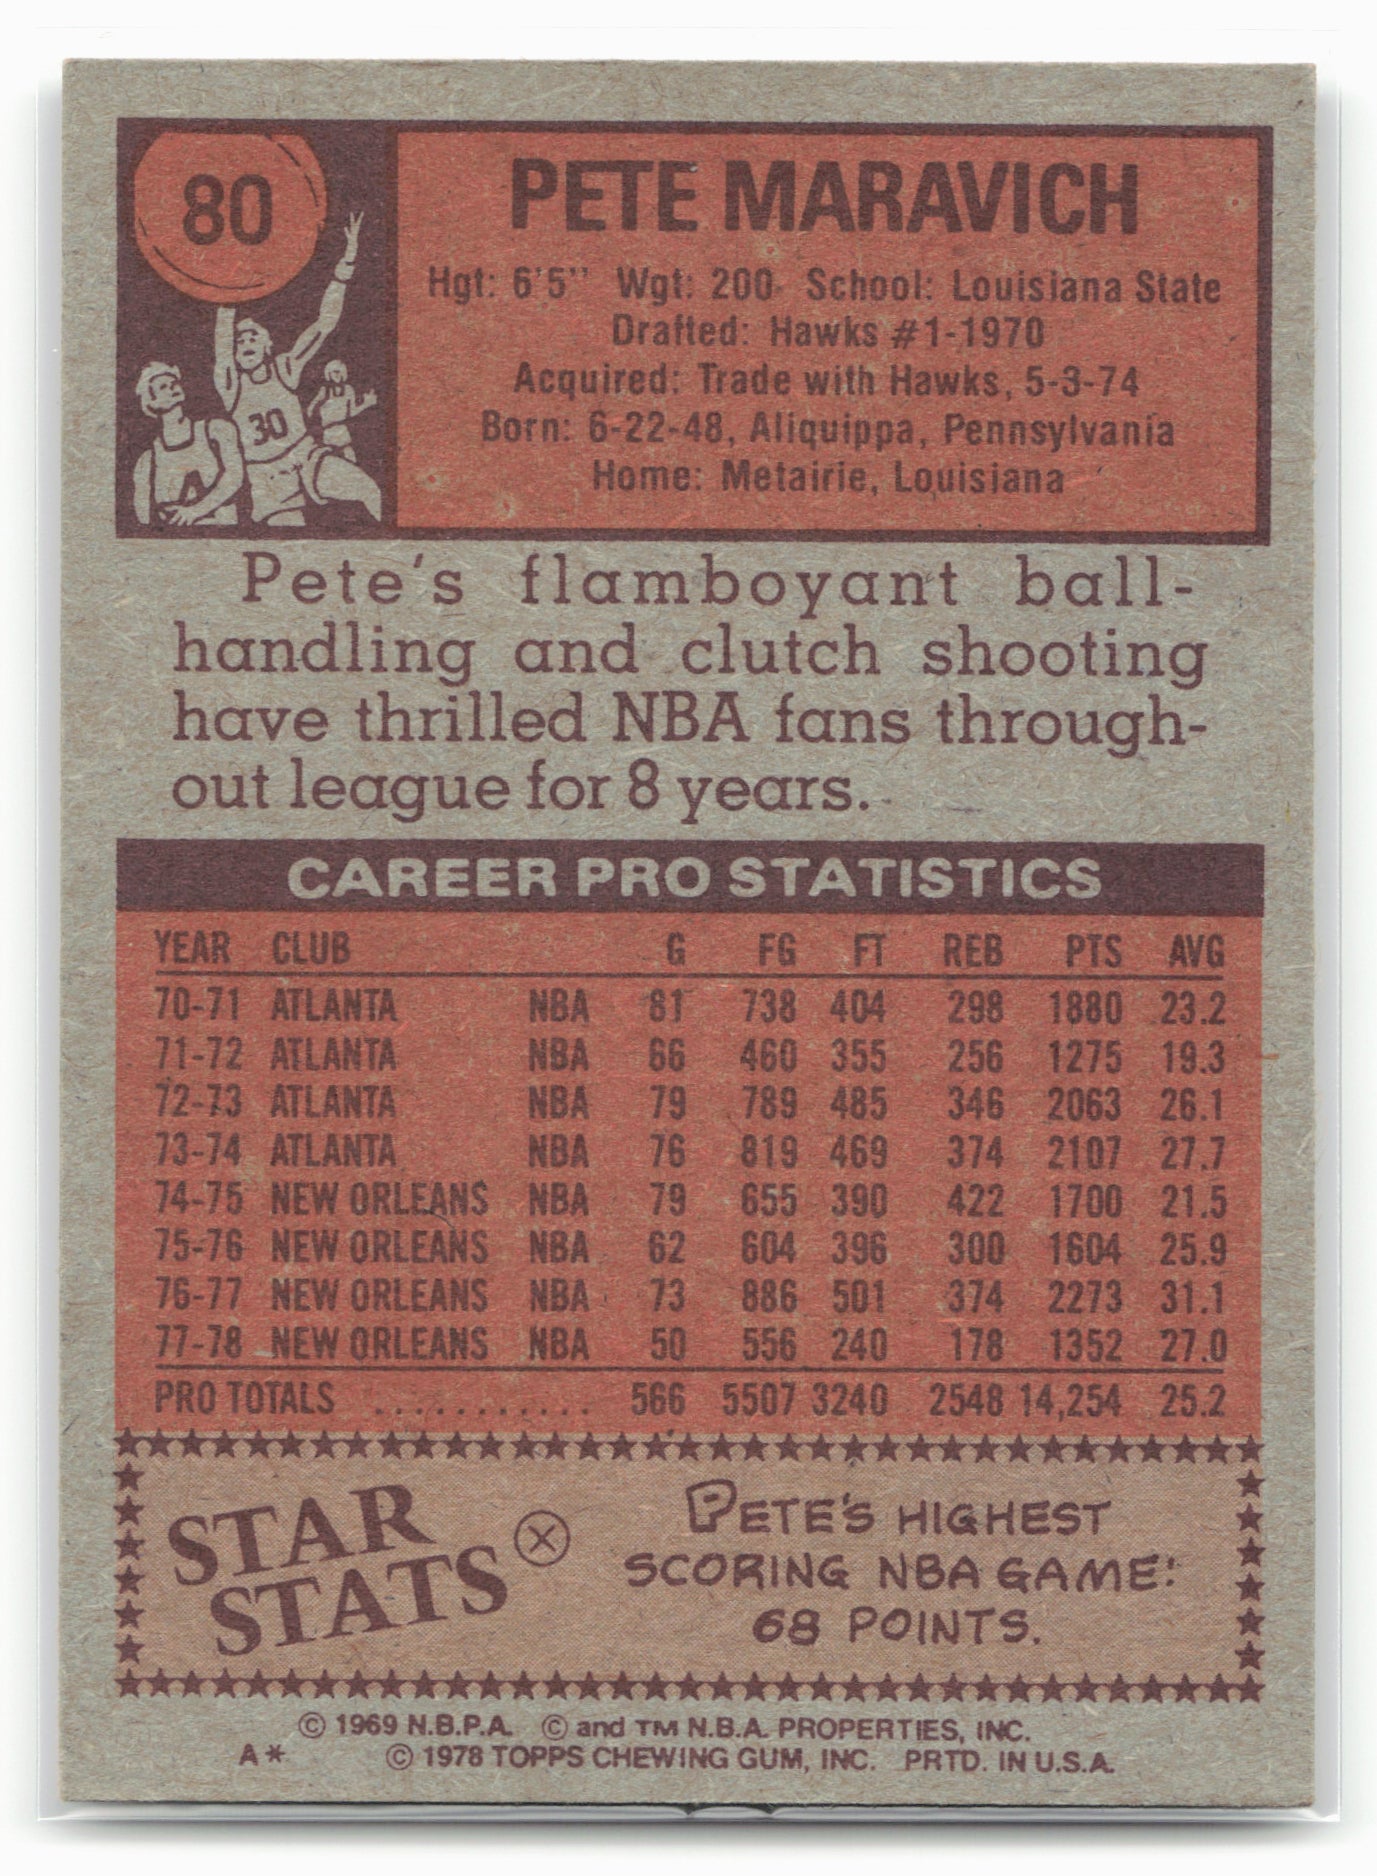 80
PETE MARAVICH
Hgt: 6'5" Wgt: 200 School: Louisiana State
Drafted: Hawks #1-1970
Acquired: Trade with Hawks, 5-3-74
Born: 6-22-48, Aliquippa, Pennsylvania
Home: Metairie, Louisiana
30
Pete's flamboyant ball-
handling and clutch shooting
have thrilled NBA fans through-
out league for 8 years.
CAREER PRO STATISTICS
YEAR CLUB G FG FT REB PTS AVG
70-71 ATLANTA NBA 81 738 404 298 1880 23.2
71-72 ATLANTA NBA 66 460 355 256 1275 19.3
72-73 ATLANTA NBA 79 789 485 346 2063 26.1
73-74 ATLANTA NBA 76 819 469 374 2107 27.7
74-75 NEW ORLEANS NBA 79 655 390 422 1700 21.5
75-76 NEW ORLEANS NBA 62 604 396 300 1604 25.9
76-77 NEW ORLEANS NBA 73 886 501 374 2273 31.1
77-78 NEW ORLEANS NBA 50 556 240 178 1352 27.0
PRO TOTALS ............ 566 5507 3240 2548 14,254 25.2
STAR
STATS
PETE'S HIGHEST
SCORING NBA GAME:
68 POINTS.
© 1969 N.B.P.A. © and TM N.B.A. PROPERTIES, INC.
A* © 1978 TOPPS CHEWING GUM, INC. PRTD. IN U.S.A.